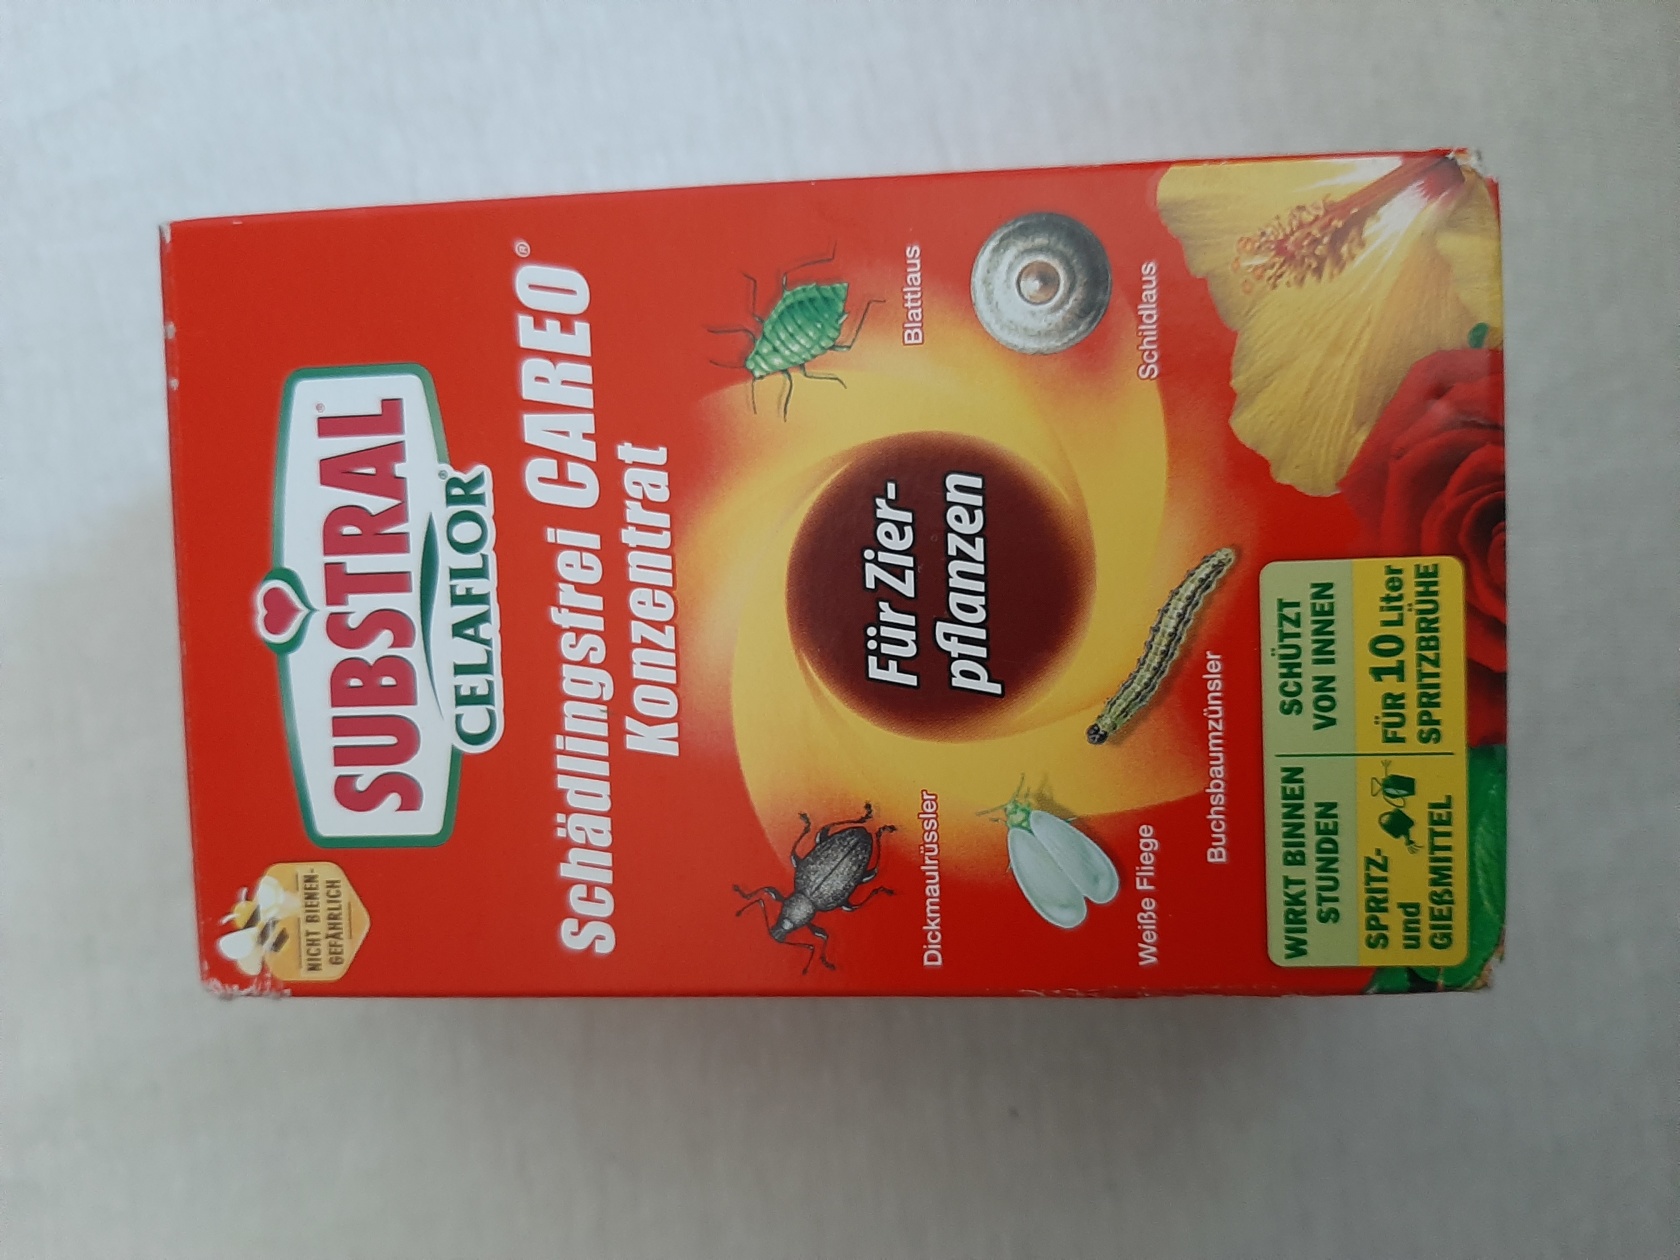 NICHT BIENEN-
GEFÄHRLICH
SUBSTRAL®
CELAFLOR®
Schädlingsfrei CAREO®
Konzentrat
Dickmaulrüssler
Blattlaus
Für Zier-
pflanzen
Weiße Fliege
Schildlaus
Buchsbaumzünsler
WIRKT BINNEN
STUNDEN
SCHÜTZT
VON INNEN
SPRITZ-
und
GIEßMITTEL
FÜR 10 Liter
SPRITZBRÜHE